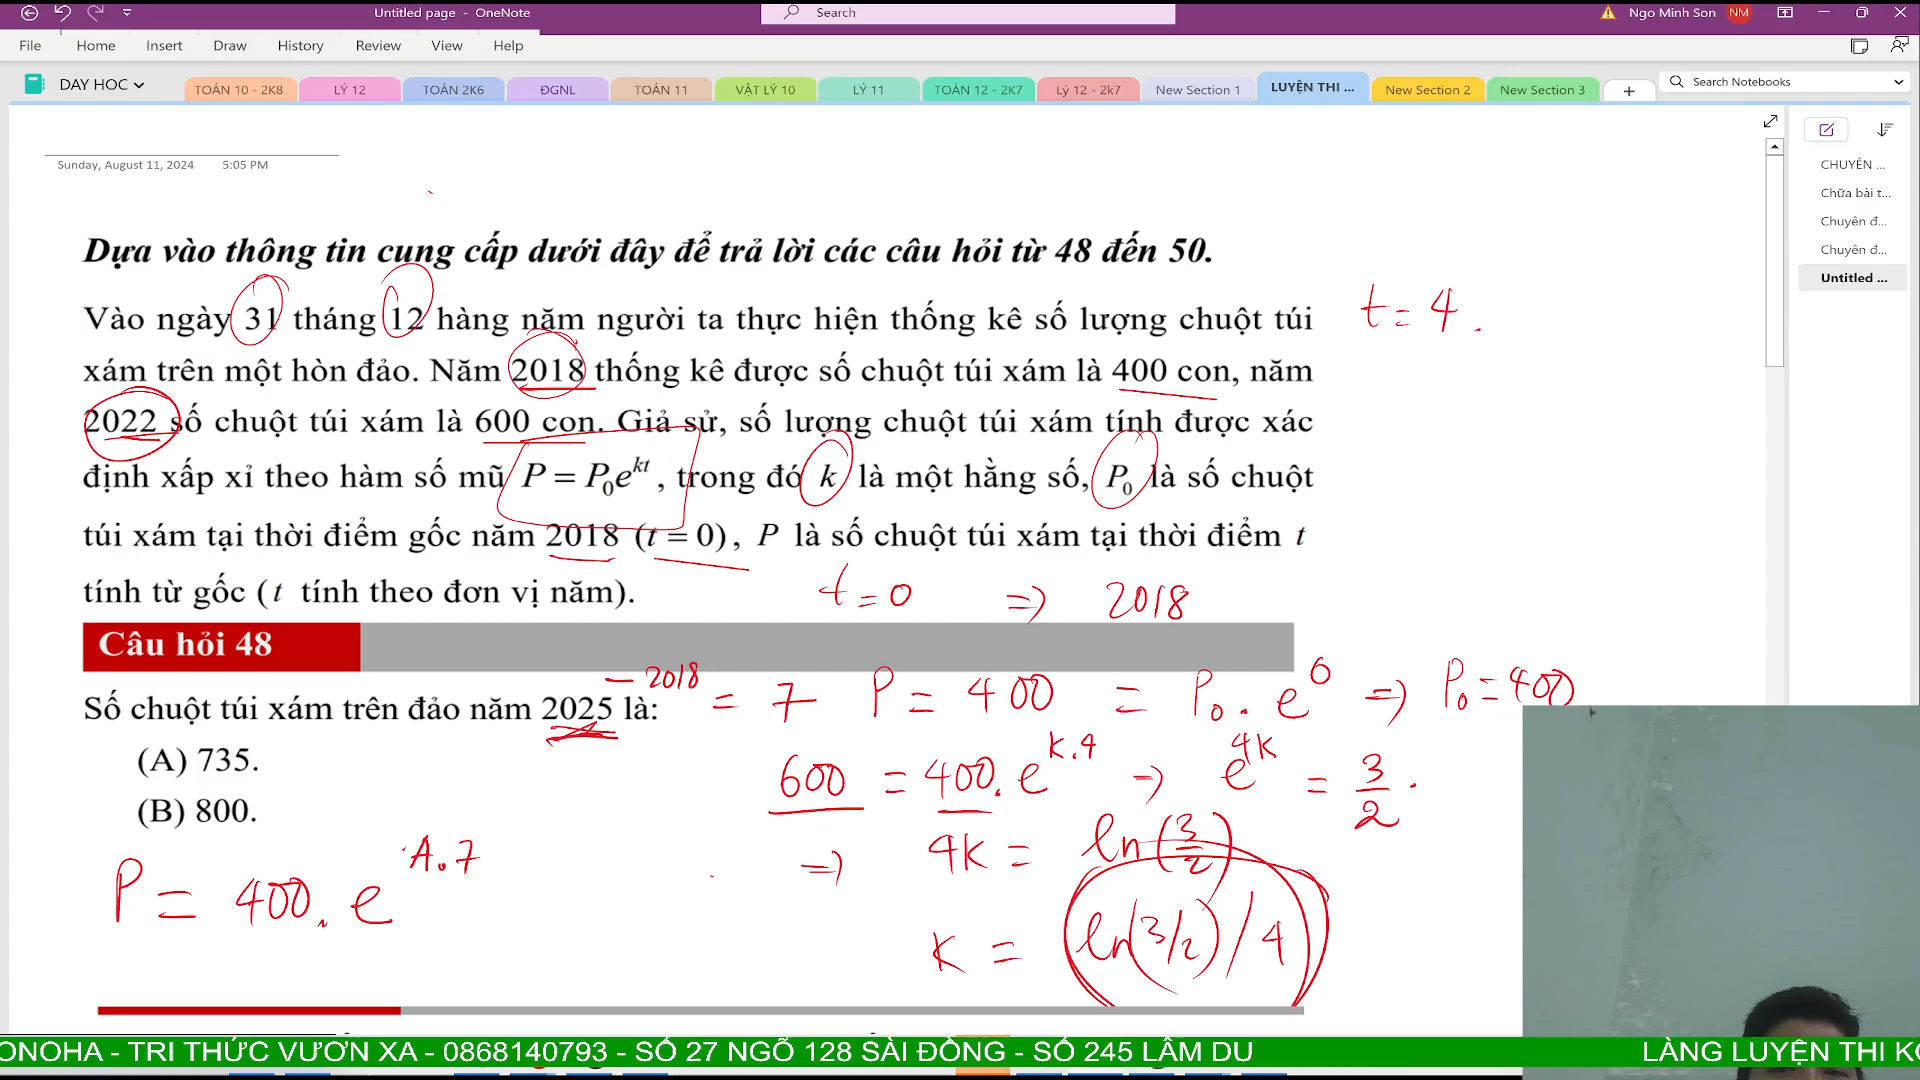 Untitled page - OneNote
Search
Ngo Minh Son
NM
File Home Insert Draw History Review View Help
DAY HOC
TOÁN 10 - 2K8
LÝ 12
TOÁN 2K6
ĐGNL
TOÁN 11
VẬT LÝ 10
LÝ 11
TOÁN 12 - 2K7
Lý 12 - 2k7
New Section 1
LUYỆN THI ...
New Section 2
New Section 3
+
Search Notebooks
CHUYÊN ...
Chữa bài t...
Chuyên đ...
Chuyên đ...
Untitled ...
Sunday, August 11, 2024 5:05 PM
Dựa vào thông tin cung cấp dưới đây để trả lời các câu hỏi từ 48 đến 50.
Vào ngày 31 tháng 12 hàng năm người ta thực hiện thống kê số lượng chuột túi
t = 4.
xám trên một hòn đảo. Năm 2018 thống kê được số chuột túi xám là 400 con, năm
2022 số chuột túi xám là 600 con. Giả sử, số lượng chuột túi xám tính được xác
định xấp xỉ theo hàm số mũ P = P₀e^{kt}, trong đó k là một hằng số, P₀ là số chuột
túi xám tại thời điểm gốc năm 2018 (t = 0), P là số chuột túi xám tại thời điểm t
tính từ gốc (t tính theo đơn vị năm).
t = 0 => 2018
Câu hỏi 48
Số chuột túi xám trên đảo năm 2025 là:
- 2018 = 7
P = 400 = P₀ . e^0 => P₀ = 400
(A) 735.
600 = 400. e^{K.4} => e^{4K} = 3/2 .
(B) 800.
=> 4K = ln(3/2)
P = 400. e^{A.7}
K = ln(3/2) / 4
ONOHA - TRI THỨC VƯƠN XA - 0868140793 - SỐ 27 NGÕ 128 SÀI ĐỒNG - SỐ 245 LÂM DU
LÀNG LUYỆN THI KO